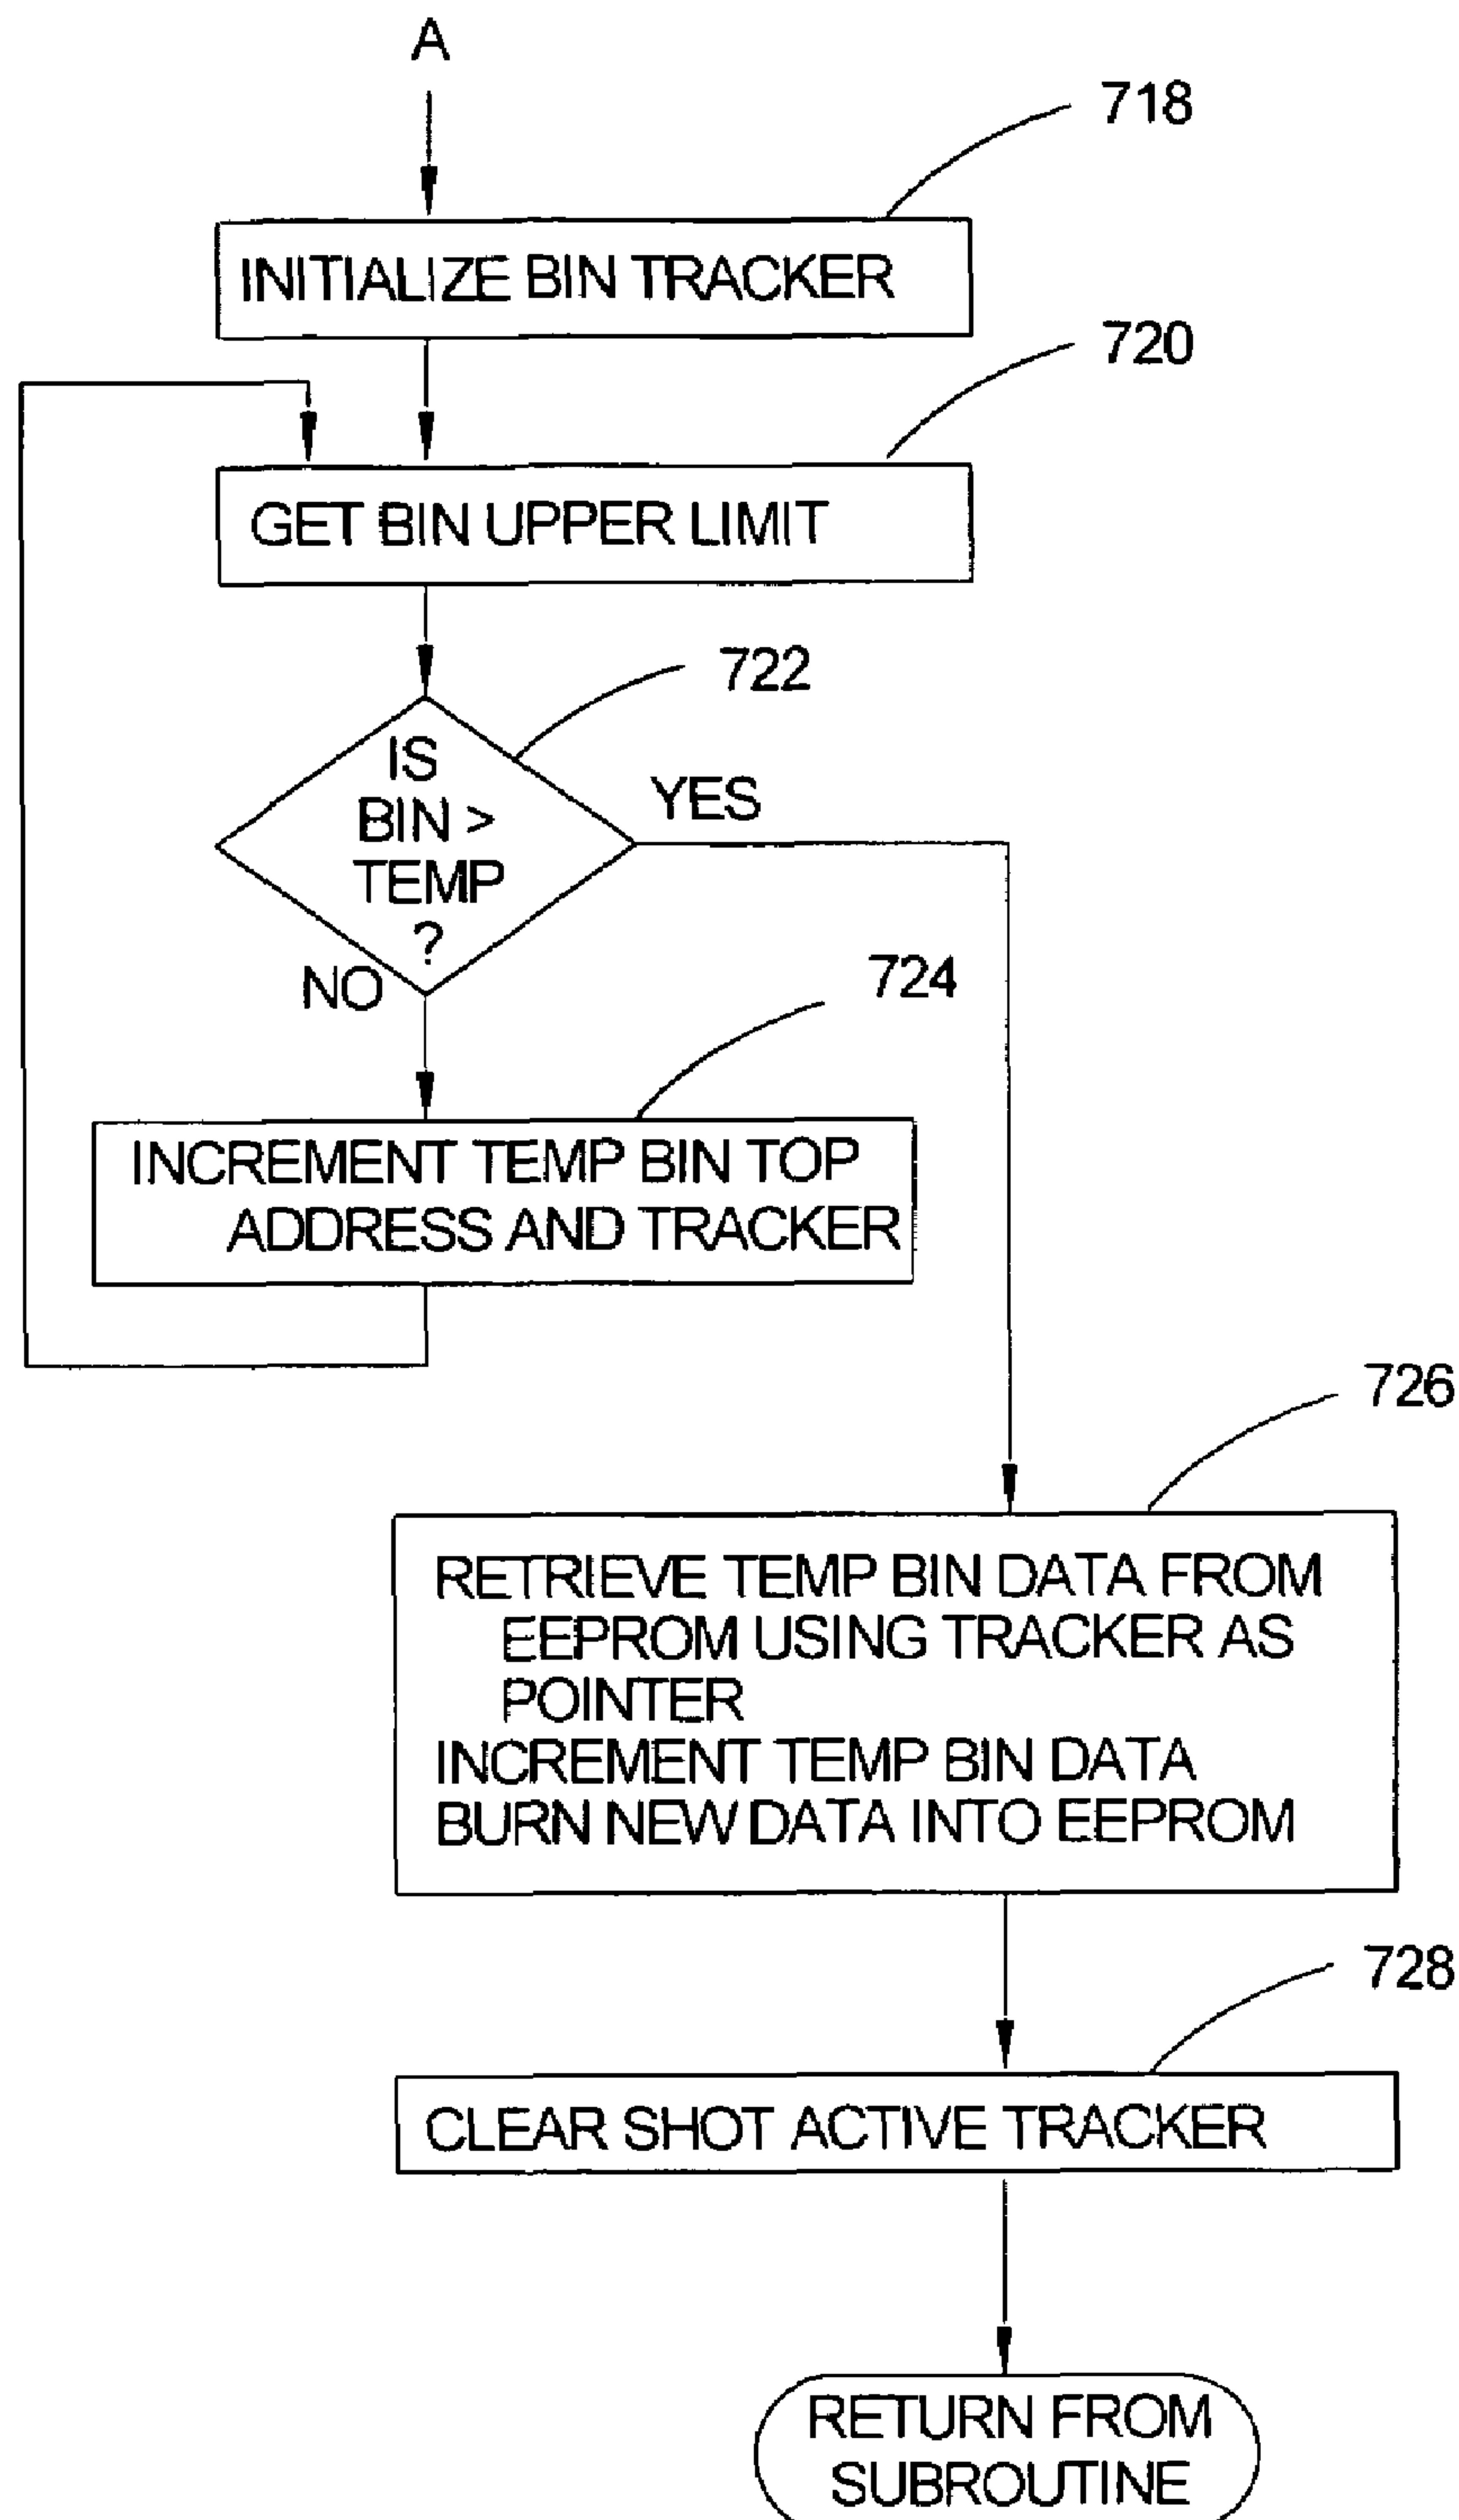 A
718
INITIALIZE BIN TRACKER
720
GET BIN UPPER LIMIT
722
IS
BIN >
TEMP
?
YES
NO
724
INCREMENT TEMP BIN TOP
ADDRESS AND TRACKER
726
RETRIEVE TEMP BIN DATA FROM
EEPROM USING TRACKER AS
POINTER
INCREMENT TEMP BIN DATA
BURN NEW DATA INTO EEPROM
728
CLEAR SHOT ACTIVE TRACKER
RETURN FROM
SUBROUTINE